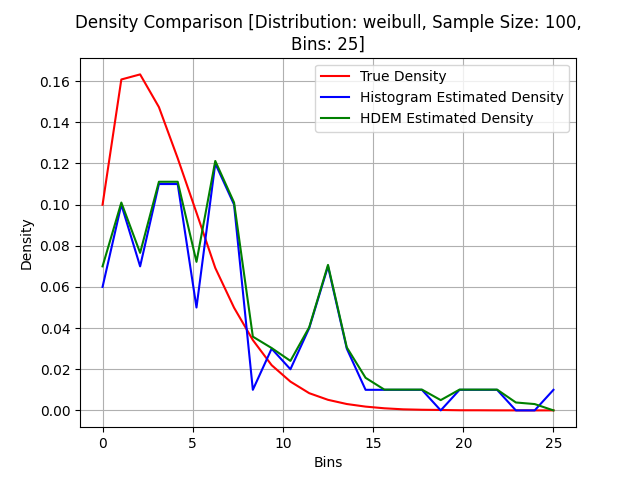 Density Comparison [Distribution: weibull, Sample Size: 100,
Bins: 25]
True Density
Histogram Estimated Density
HDEM Estimated Density
Density
0.16
0.14
0.12
0.10
0.08
0.06
0.04
0.02
0.00
0 5 10 15 20 25
Bins